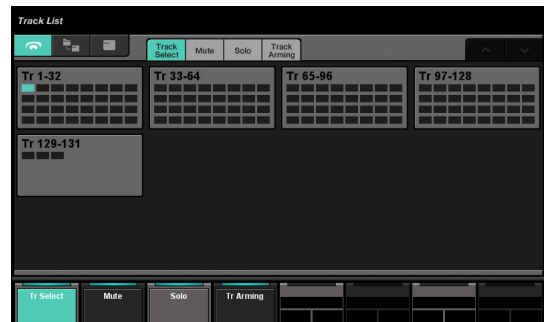 Track List
Track
Select
Mute
Solo
Track
Arming
Tr 1-32
Tr 33-64
Tr 65-96
Tr 97-128
Tr 129-131
Tr Select
Mute
Solo
Tr Arming